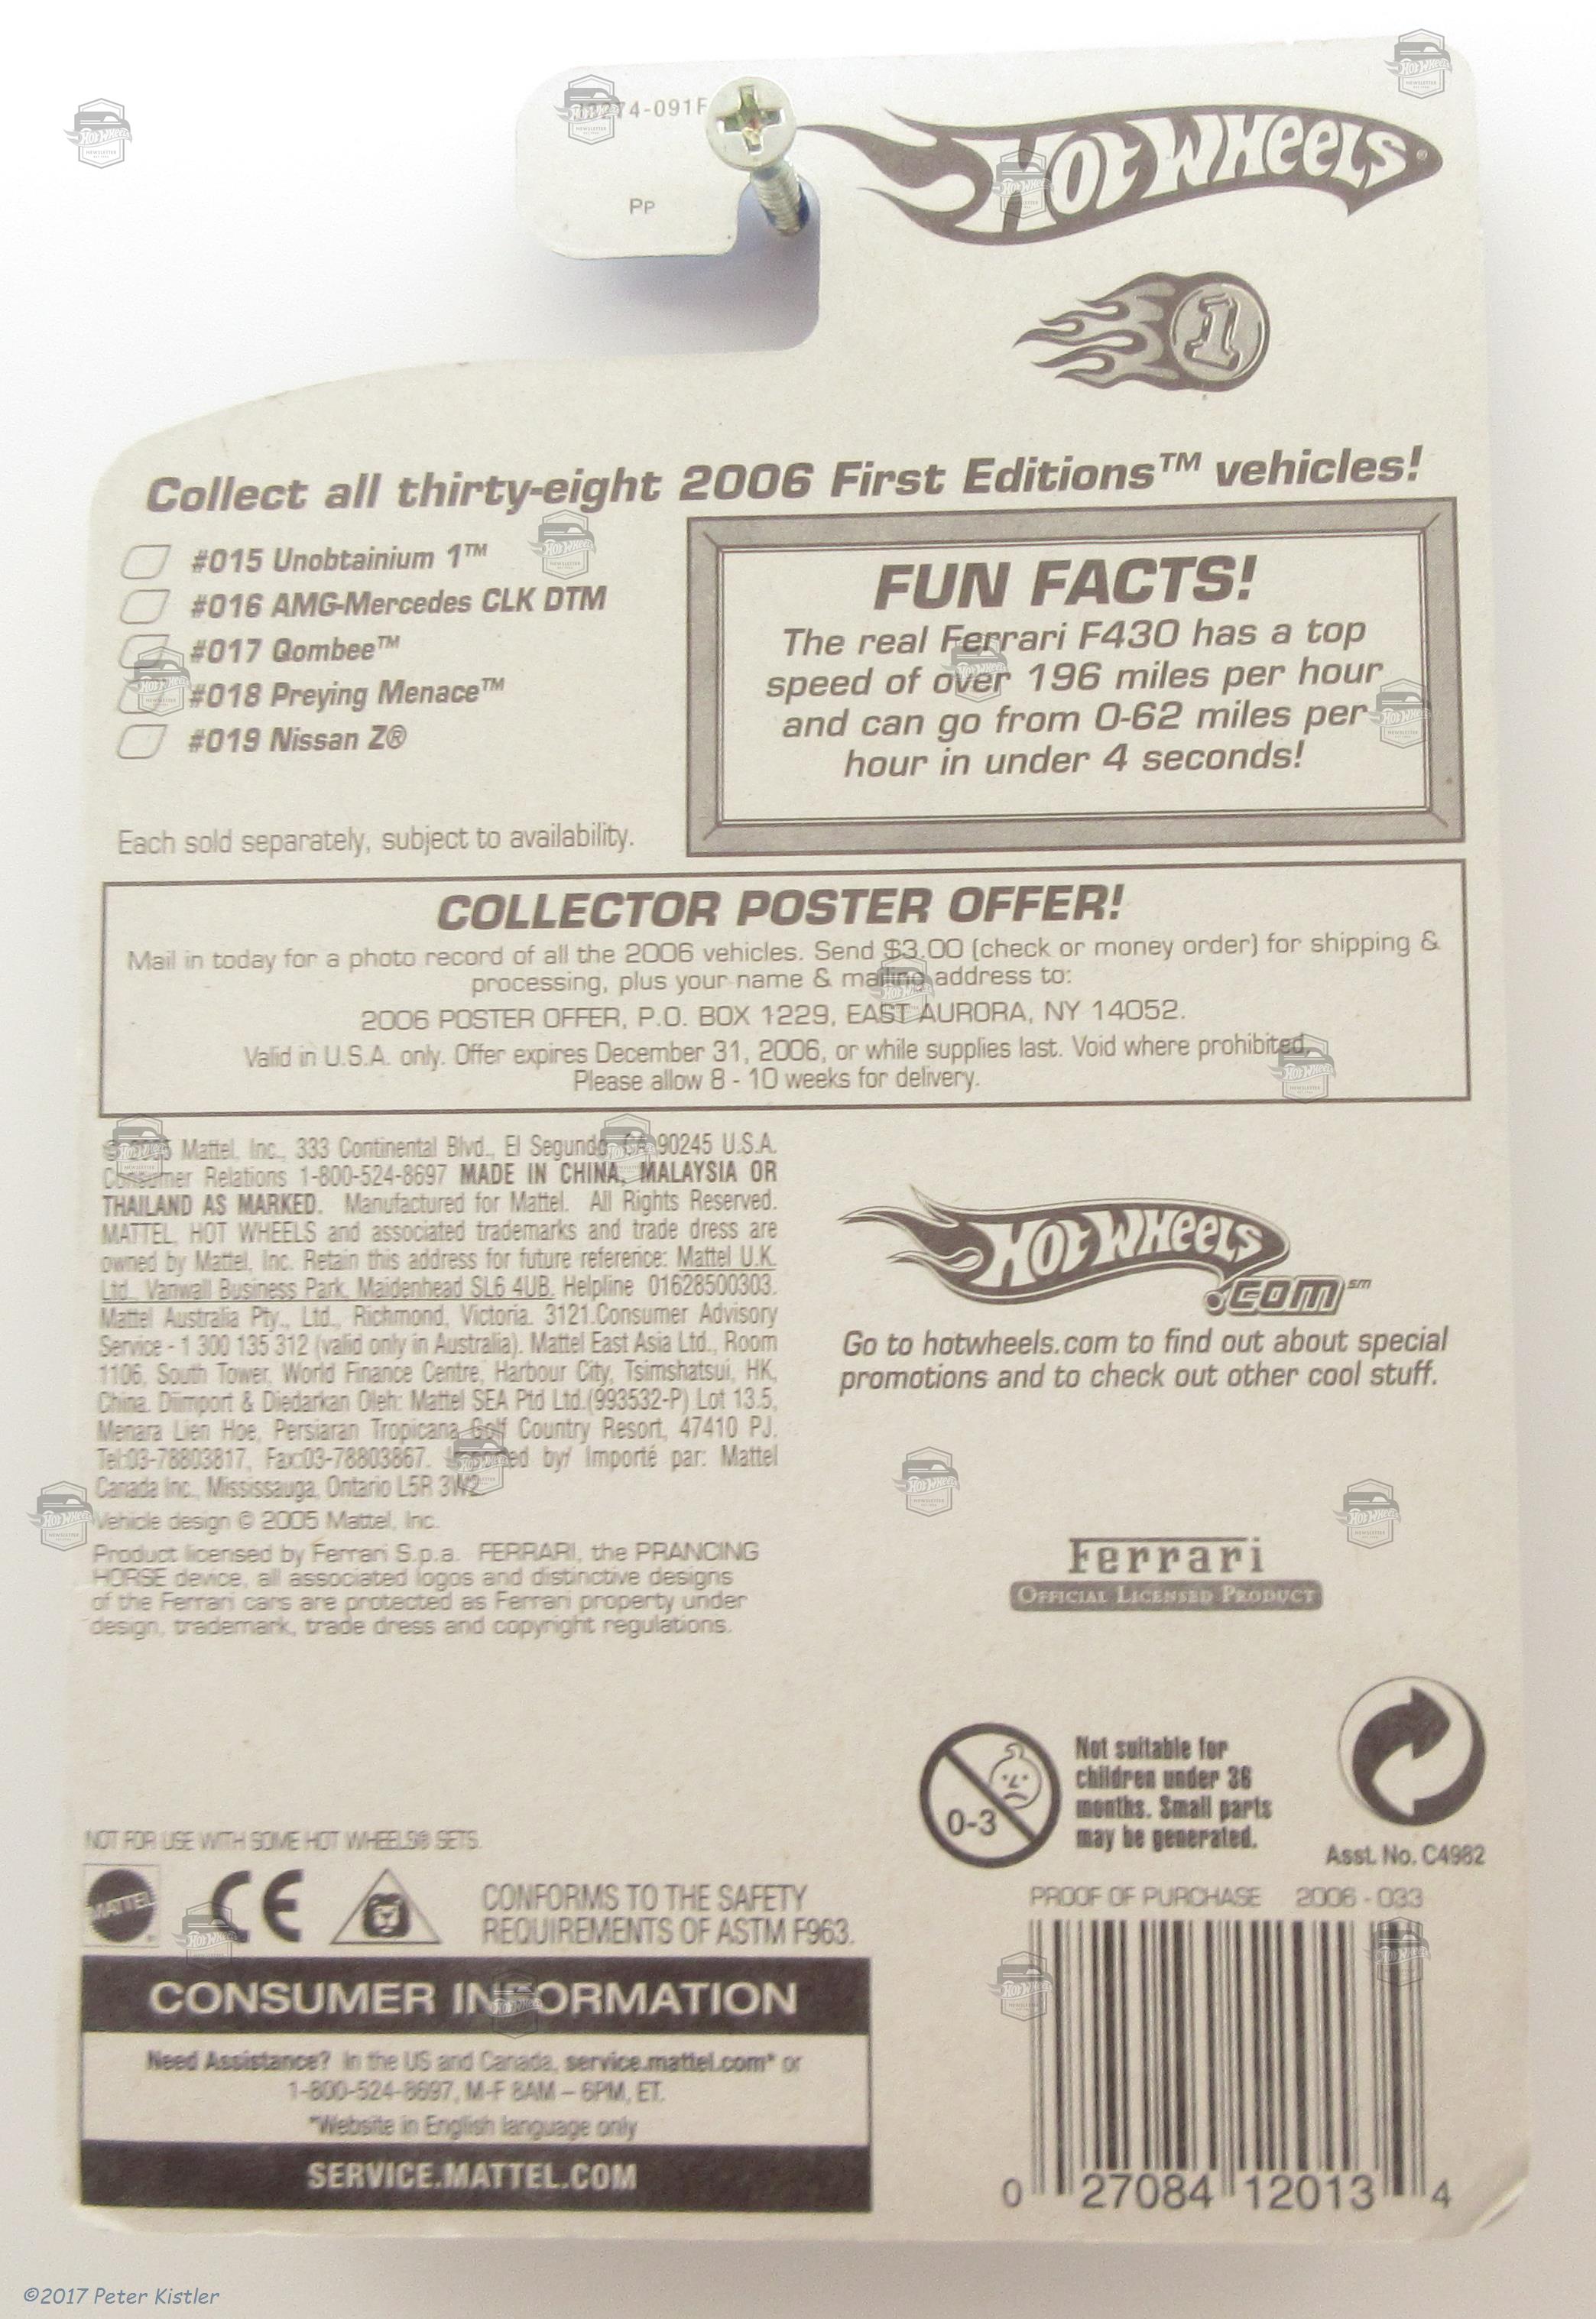 74-091F
Pp
Hot Wheels
1
Collect all thirty-eight 2006 First Editions™ vehicles!
#015 Unobtainium 1™
#016 AMG-Mercedes CLK DTM
#017 Qombee™
#018 Preying Menace™
#019 Nissan Z®
Each sold separately, subject to availability.
FUN FACTS!
The real Ferrari F430 has a top
speed of over 196 miles per hour
and can go from 0-62 miles per
hour in under 4 seconds!
COLLECTOR POSTER OFFER!
Mail in today for a photo record of all the 2006 vehicles. Send $3.00 (check or money order) for shipping &
processing, plus your name & mailing address to:
2006 POSTER OFFER, P.O. BOX 1229, EAST AURORA, NY 14052.
Valid in U.S.A. only. Offer expires December 31, 2006, or while supplies last. Void where prohibited.
Please allow 8 - 10 weeks for delivery.
© Mattel, Inc., 333 Continental Blvd., El Segundo, CA 90245 U.S.A.
Consumer Relations 1-800-524-8697 MADE IN CHINA, MALAYSIA OR
THAILAND AS MARKED. Manufactured for Mattel. All Rights Reserved.
MATTEL, HOT WHEELS and associated trademarks and trade dress are
owned by Mattel, Inc. Retain this address for future reference: Mattel U.K.
Ltd., Vanwall Business Park, Maidenhead SL6 4UB. Helpline 01628500303.
Mattel Australia Pty., Ltd., Richmond, Victoria. 3121.Consumer Advisory
Service - 1 300 135 312 (valid only in Australia). Mattel East Asia Ltd., Room
1106, South Tower, World Finance Centre, Harbour City, Tsimshatsui, HK,
China. Diimport & Diedarkan Oleh: Mattel SEA Ptd Ltd.(993532-P) Lot 13.5,
Menara Lien Hoe, Persiaran Tropicana Golf Country Resort, 47410 PJ.
Tel:03-78803817, Fax:03-78803867. Imported by/ Importé par: Mattel
Canada Inc., Mississauga, Ontario L5R 3W2.
Vehicle design © 2005 Mattel, Inc.
Product licensed by Ferrari S.p.a. FERRARI, the PRANCING
HORSE device, all associated logos and distinctive designs
of the Ferrari cars are protected as Ferrari property under
design, trademark, trade dress and copyright regulations.
Hot Wheels
.com℠
Go to hotwheels.com to find out about special
promotions and to check out other cool stuff.
Ferrari
OFFICIAL LICENSED PRODUCT
0-3
Not suitable for
children under 36
months. Small parts
may be generated.
Asst. No. C4982
NOT FOR USE WITH SOME HOT WHEELS® SETS.
MATTEL
CE
CONFORMS TO THE SAFETY
REQUIREMENTS OF ASTM F963.
CONSUMER INFORMATION
Need Assistance? In the US and Canada, service.mattel.com* or
1-800-524-8697, M-F 8AM – 6PM, ET.
*Website in English language only
SERVICE.MATTEL.COM
PROOF OF PURCHASE 2006 - 033
0 27084 12013 4
©2017 Peter Kistler